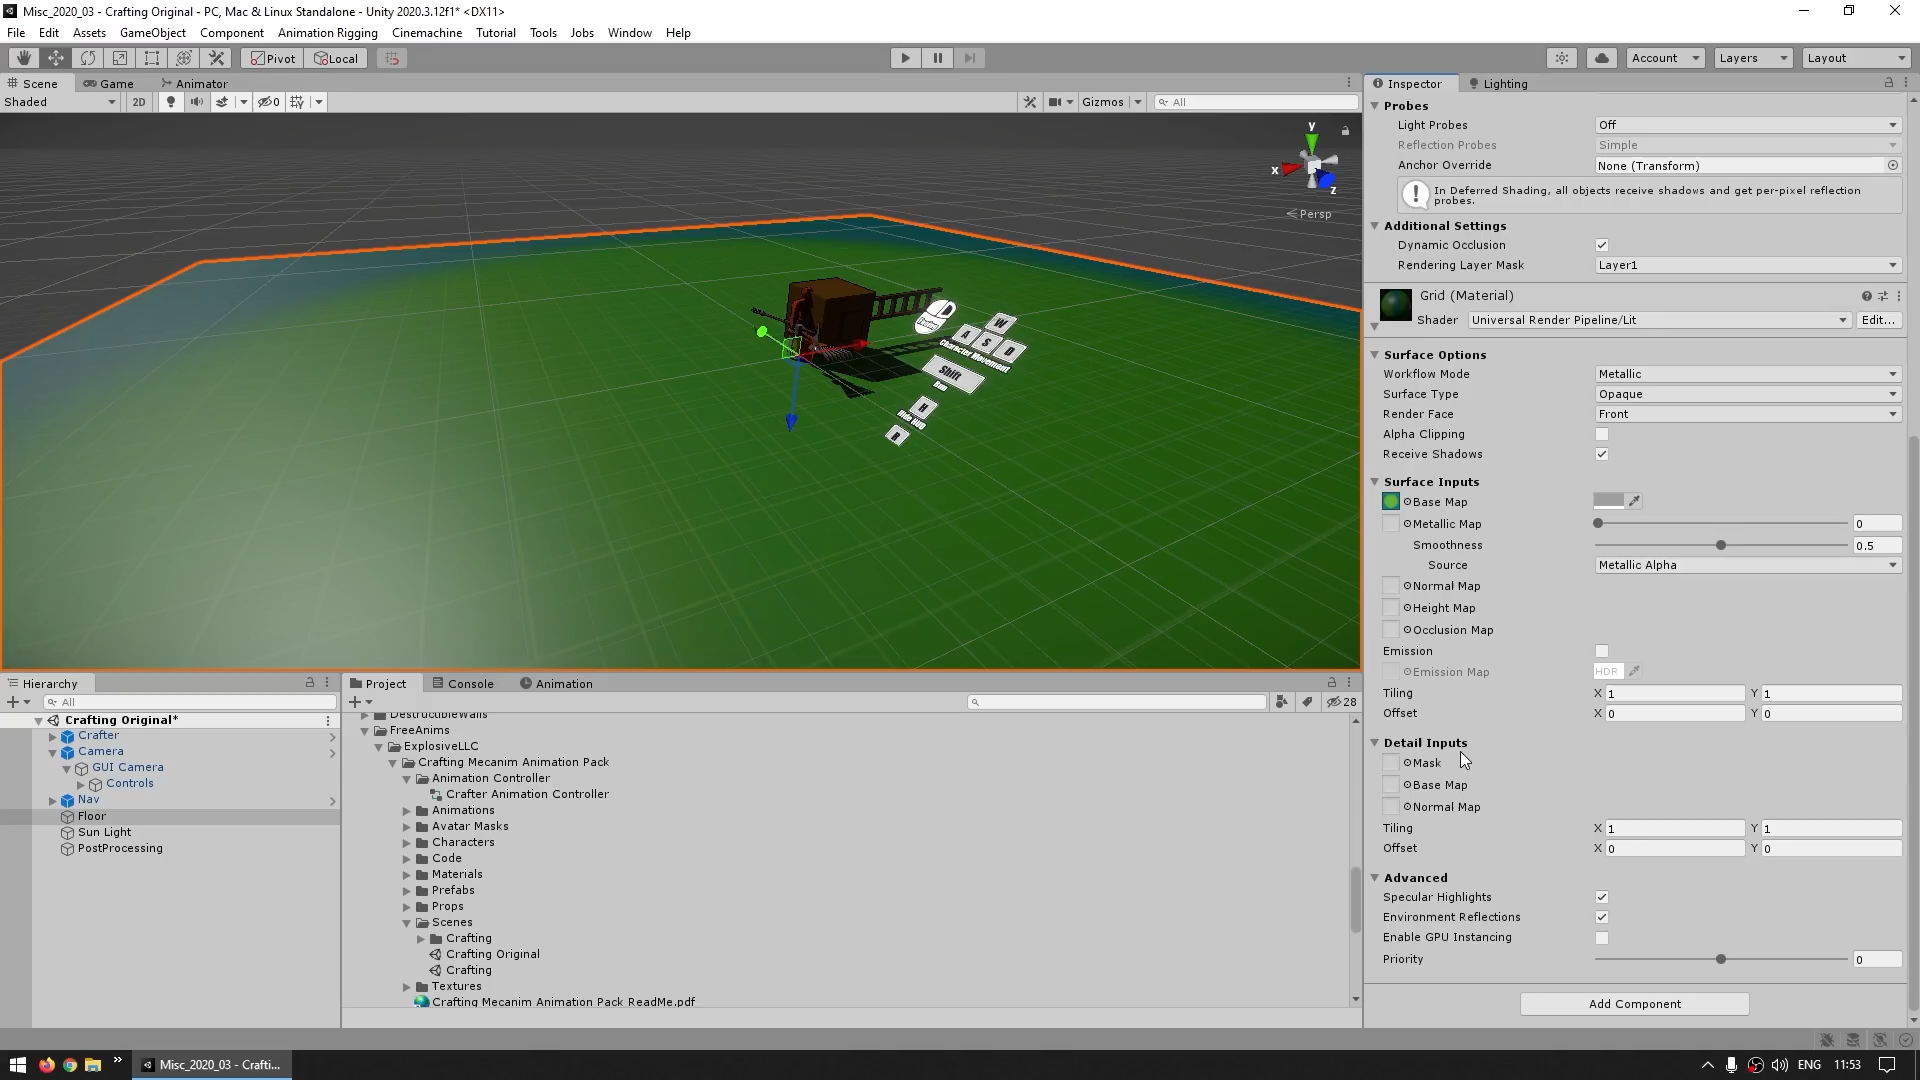 Misc_2020_03 - Crafting Original - PC, Mac & Linux Standalone - Unity 2020.3.12f1* <DX11>
File Edit Assets GameObject Component Animation Rigging Cinemachine Tutorial Tools Jobs Window Help
Pivot Local Account Layers Layout
Scene Game Animator
Shaded 2D 0 Gizmos All
y
x
z
Persp
W
A S D
Character Movement
Shift
Run
H
Hide Hud
R
Inspector Lighting
Probes
Light Probes Off
Reflection Probes Simple
Anchor Override None (Transform)
In Deferred Shading, all objects receive shadows and get per-pixel reflection
probes.
Additional Settings
Dynamic Occlusion
Rendering Layer Mask Layer1
Grid (Material)
Shader Universal Render Pipeline/Lit Edit...
Surface Options
Workflow Mode Metallic
Surface Type Opaque
Render Face Front
Alpha Clipping
Receive Shadows
Surface Inputs
Base Map
Metallic Map 0
Smoothness 0.5
Source Metallic Alpha
Normal Map
Height Map
Occlusion Map
Emission
Emission Map HDR
Tiling X 1 Y 1
Offset X 0 Y 0
Detail Inputs
Mask
Base Map
Normal Map
Tiling X 1 Y 1
Offset X 0 Y 0
Advanced
Specular Highlights
Environment Reflections
Enable GPU Instancing
Priority 0
Add Component
Hierarchy
All
Crafting Original*
Crafter
Camera
GUI Camera
Controls
Nav
Floor
Sun Light
PostProcessing
Project Console Animation
28
DestructibleWalls
FreeAnims
ExplosiveLLC
Crafting Mecanim Animation Pack
Animation Controller
Crafter Animation Controller
Animations
Avatar Masks
Characters
Code
Materials
Prefabs
Props
Scenes
Crafting
Crafting Original
Crafting
Textures
Crafting Mecanim Animation Pack ReadMe.pdf
Misc_2020_03 - Crafti...
ENG 11:53